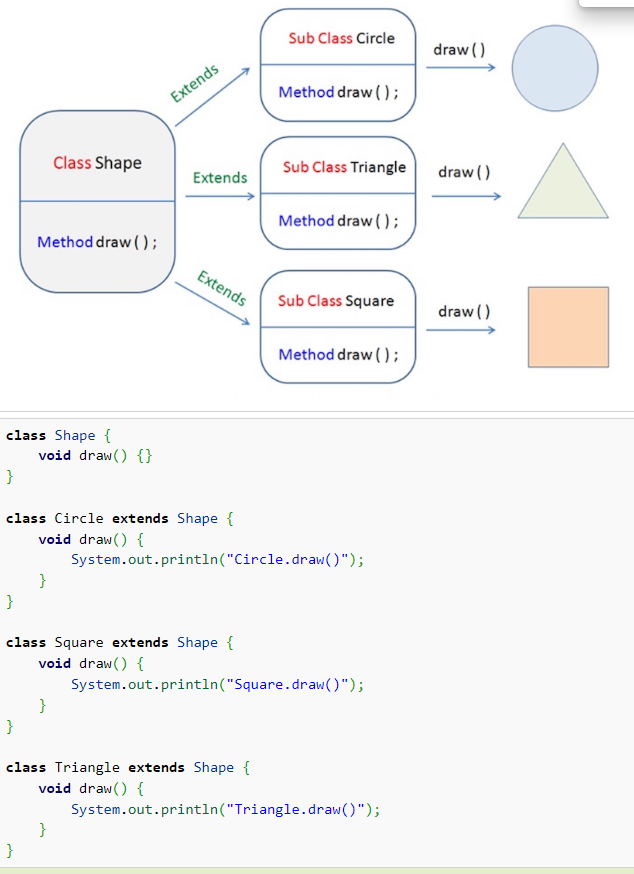 Sub Class Circle
draw ( )
Extends
Method draw ( ) ;
Class Shape
Sub Class Triangle
draw ( )
Extends
Method draw ( ) ;
Method draw ( ) ;
Extends
Sub Class Square
draw ( )
Method draw ( ) ;
class Shape {
    void draw() {}
}

class Circle extends Shape {
    void draw() {
        System.out.println("Circle.draw()");
    }
}

class Square extends Shape {
    void draw() {
        System.out.println("Square.draw()");
    }
}

class Triangle extends Shape {
    void draw() {
        System.out.println("Triangle.draw()");
    }
}